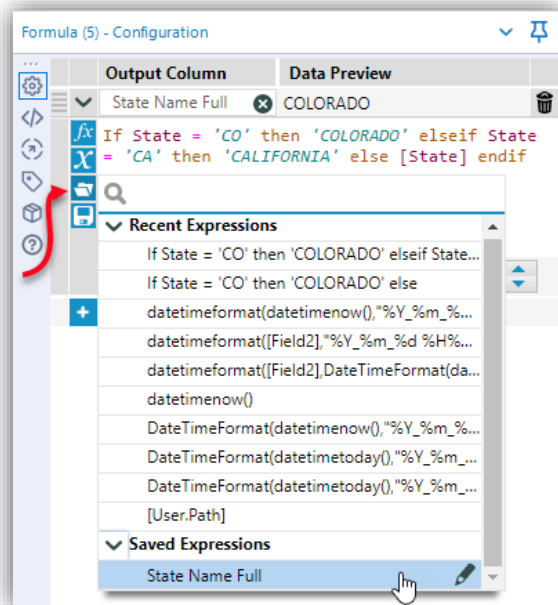 Formula (5) - Configuration
Output Column Data Preview
State Name Full COLORADO
If State = 'CO' then 'COLORADO' elseif State
= 'CA' then 'CALIFORNIA' else [State] endif
Recent Expressions
If State = 'CO' then 'COLORADO' elseif State...
If State = 'CO' then 'COLORADO' else
datetimeformat(datetimenow(),"%Y_%m_%...
datetimeformat([Field2],"%Y_%m_%d %H%...
datetimeformat([Field2],DateTimeFormat(da...
datetimenow()
DateTimeFormat(datetimenow(),"%Y_%m_%...
DateTimeFormat(datetimetoday(),"%Y_%m_...
DateTimeFormat(datetimetoday(),"%Y_%m_...
[User.Path]
Saved Expressions
State Name Full